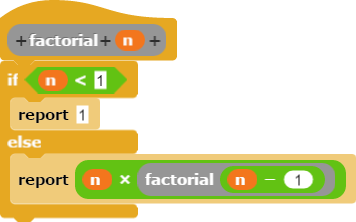 +factorial+ n +
if n < 1
report 1
else
report n × factorial n − 1